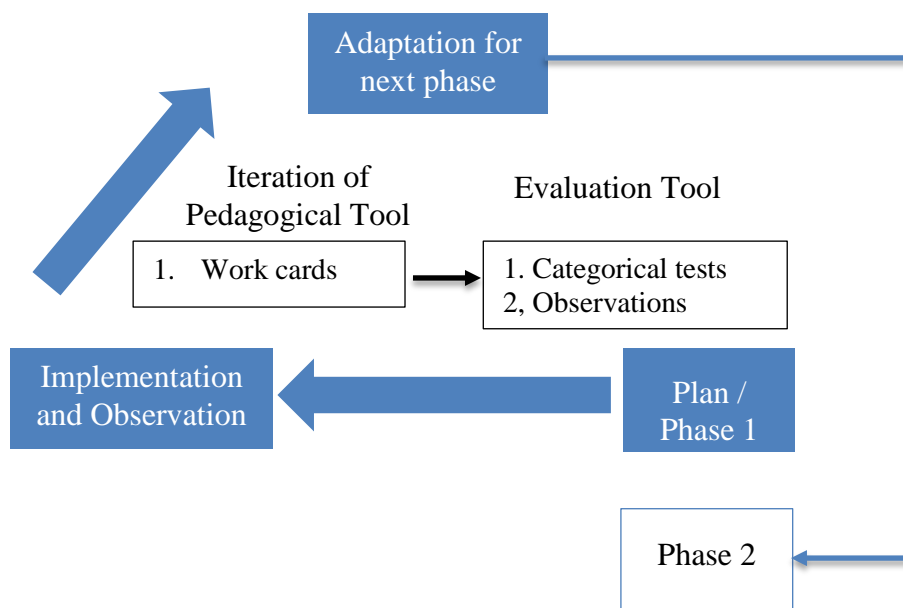 Adaptation for
next phase
Iteration of
Pedagogical Tool
Evaluation Tool
1. Work cards
1. Categorical tests
2, Observations
Implementation
and Observation
Plan /
Phase 1
Phase 2